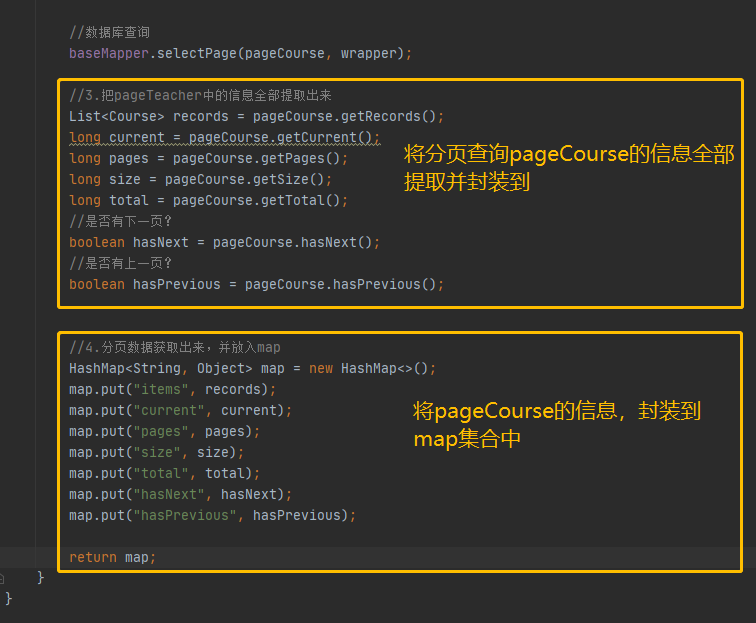 //数据库查询
baseMapper.selectPage(pageCourse, wrapper);
//3.把pageTeacher中的信息全部提取出来
List<Course> records = pageCourse.getRecords();
long current = pageCourse.getCurrent();
long pages = pageCourse.getPages();
long size = pageCourse.getSize();
long total = pageCourse.getTotal();
//是否有下一页?
boolean hasNext = pageCourse.hasNext();
//是否有上一页?
boolean hasPrevious = pageCourse.hasPrevious();
将分页查询pageCourse的信息全部
提取并封装到
//4.分页数据获取出来，并放入map
HashMap<String, Object> map = new HashMap<>();
map.put("items", records);
map.put("current", current);
map.put("pages", pages);
map.put("size", size);
map.put("total", total);
map.put("hasNext", hasNext);
map.put("hasPrevious", hasPrevious);
return map;
将pageCourse的信息，封装到
map集合中
}
}